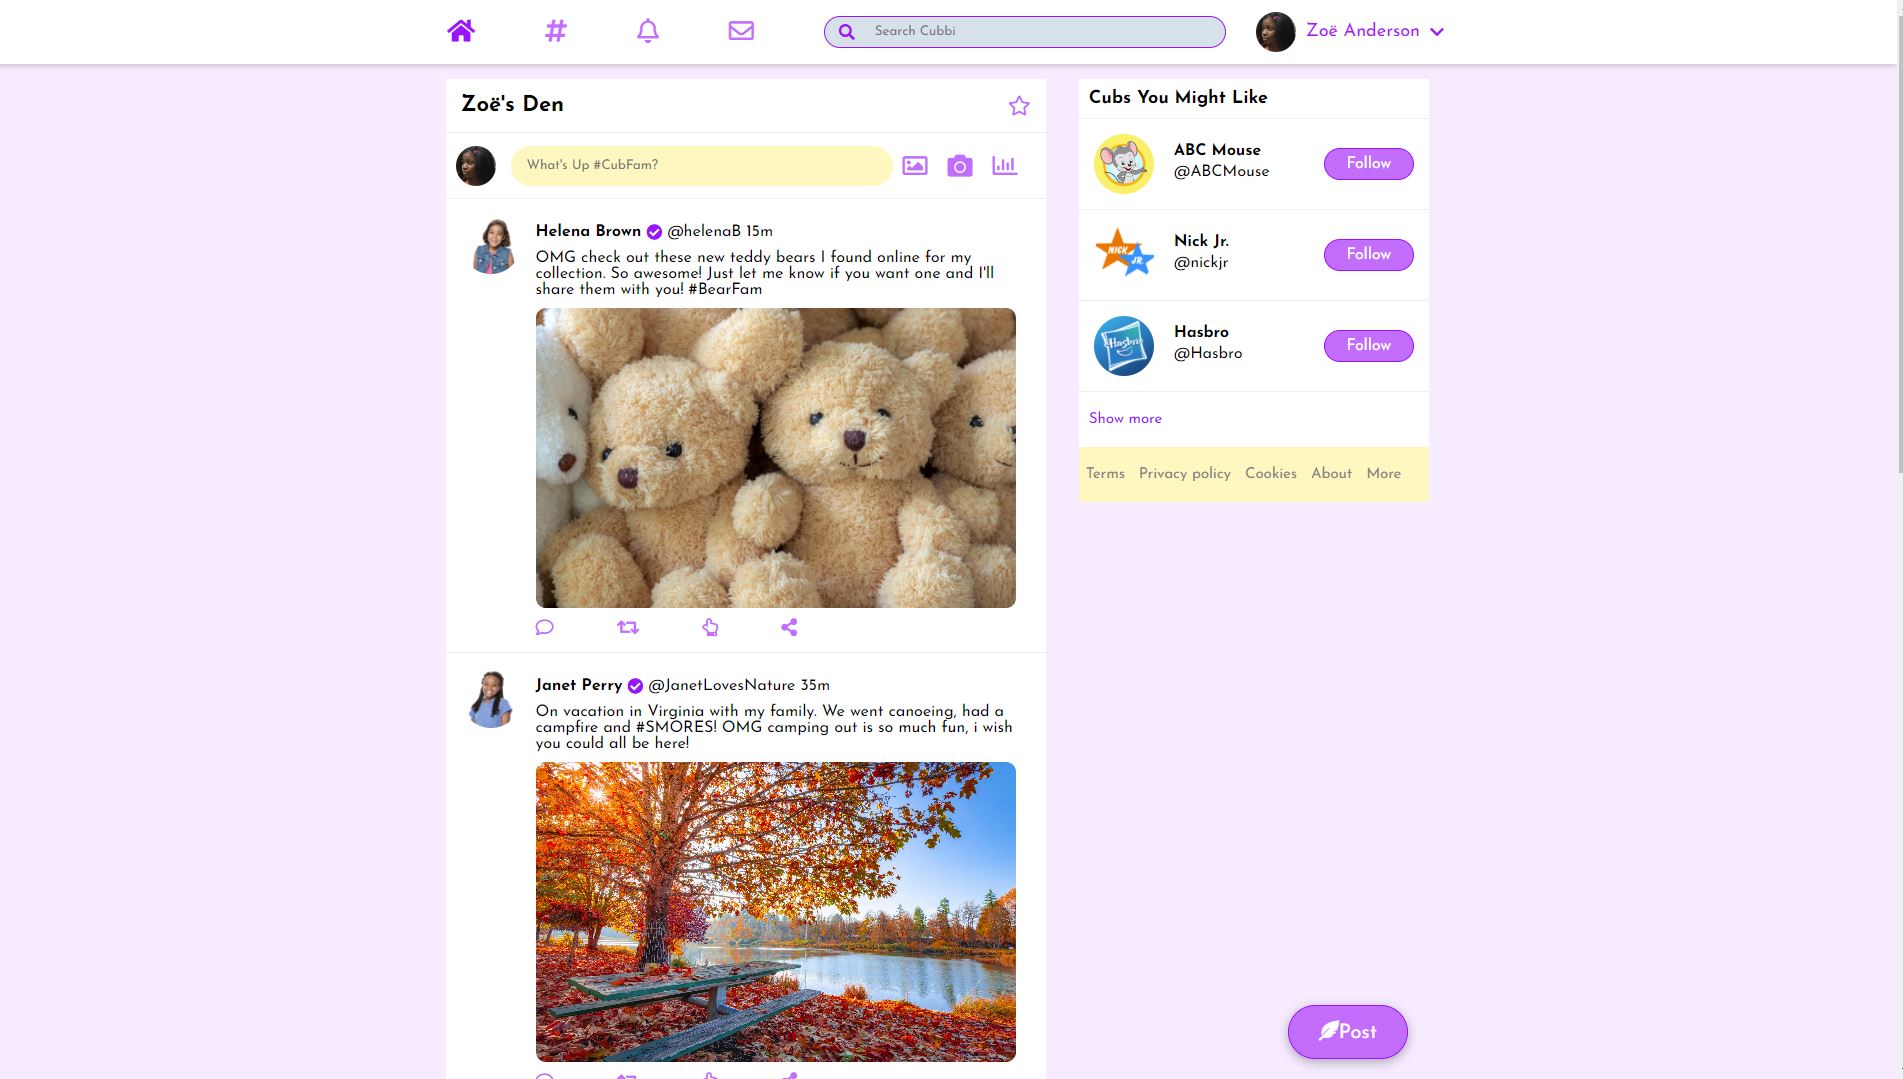 Search Cubbi
Zoë Anderson
Zoë's Den
What's Up #CubFam?
Helena Brown @helenaB 15m
OMG check out these new teddy bears I found online for my
collection. So awesome! Just let me know if you want one and I'll
share them with you! #BearFam
Janet Perry @JanetLovesNature 35m
On vacation in Virginia with my family. We went canoeing, had a
campfire and #SMORES! OMG camping out is so much fun, i wish
you could all be here!
Cubs You Might Like
ABC Mouse
@ABCMouse
Follow
NICK
JR.
Nick Jr.
@nickjr
Follow
Hasbro
Hasbro
@Hasbro
Follow
Show more
Terms Privacy policy Cookies About More
Post